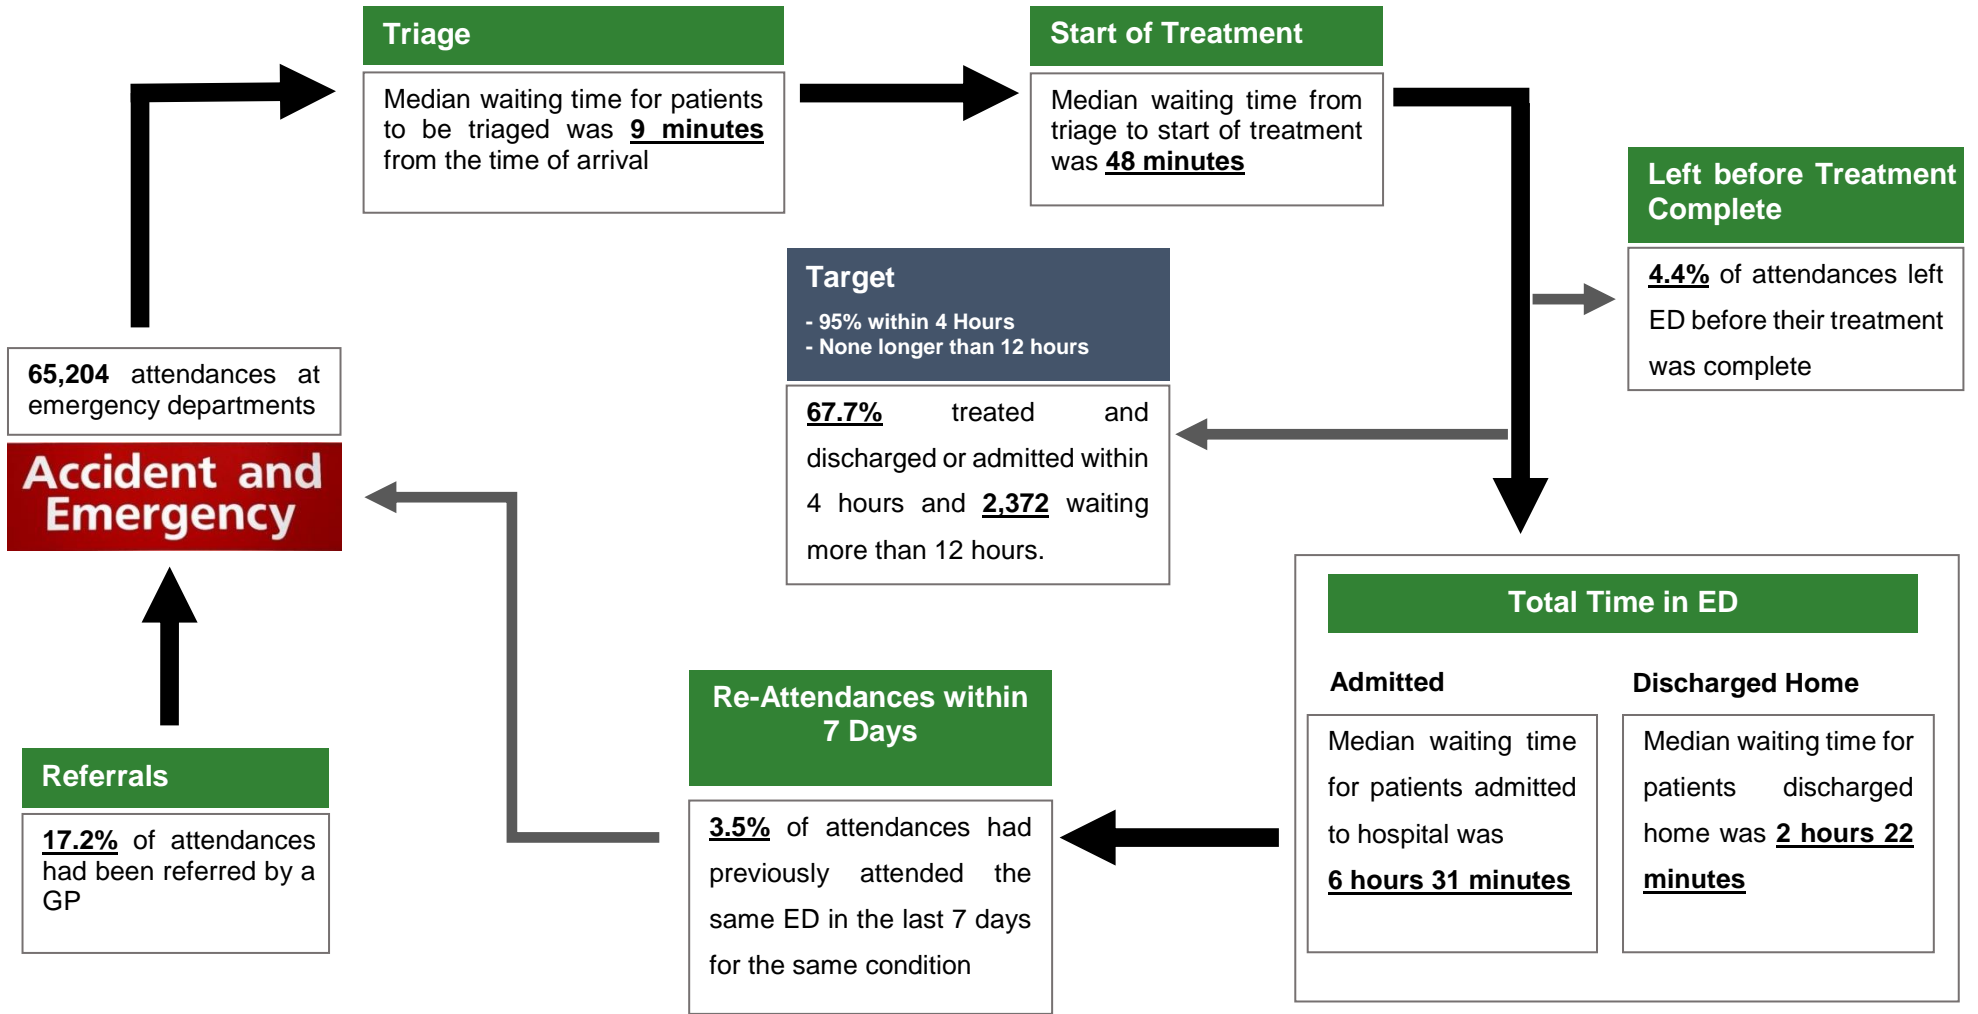 Triage
Median waiting time for patients
to be triaged was 9 minutes
from the time of arrival
Start of Treatment
Median waiting time from
triage to start of treatment
was 48 minutes
Left before Treatment
Complete
4.4% of attendances left
ED before their treatment
was complete
Target
- 95% within 4 Hours
- None longer than 12 hours
67.7% treated and
discharged or admitted within
4 hours and 2,372 waiting
more than 12 hours.
65,204 attendances at
emergency departments
Accident and
Emergency
Total Time in ED
Admitted
Median waiting time
for patients admitted
to hospital was
6 hours 31 minutes
Discharged Home
Median waiting time for
patients discharged
home was 2 hours 22
minutes
Re-Attendances within
7 Days
3.5% of attendances had
previously attended the
same ED in the last 7 days
for the same condition
Referrals
17.2% of attendances
had been referred by a
GP